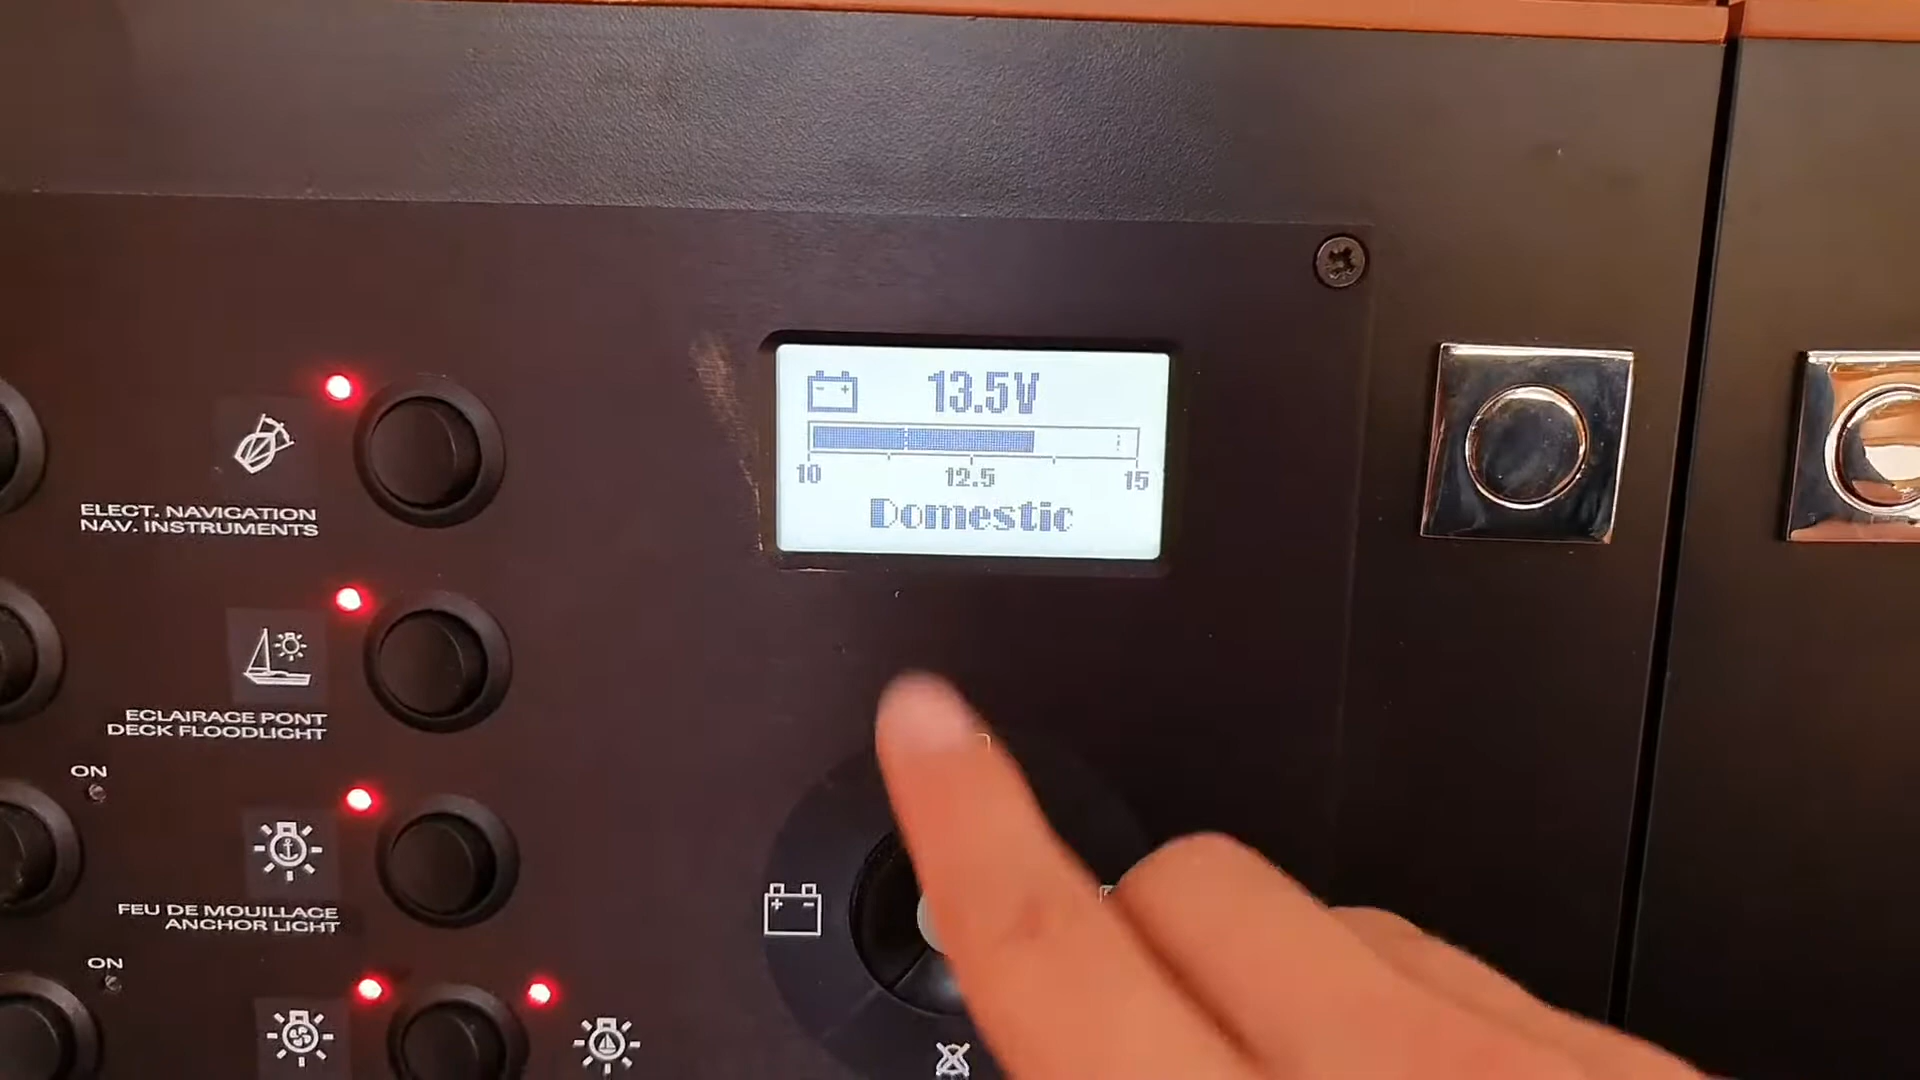 13.5V
10 12.5 15
Domestic
ELECT. NAVIGATION
NAV. INSTRUMENTS
ECLAIRAGE PONT
DECK FLOODLIGHT
ON
FEU DE MOUILLAGE
ANCHOR LIGHT
ON